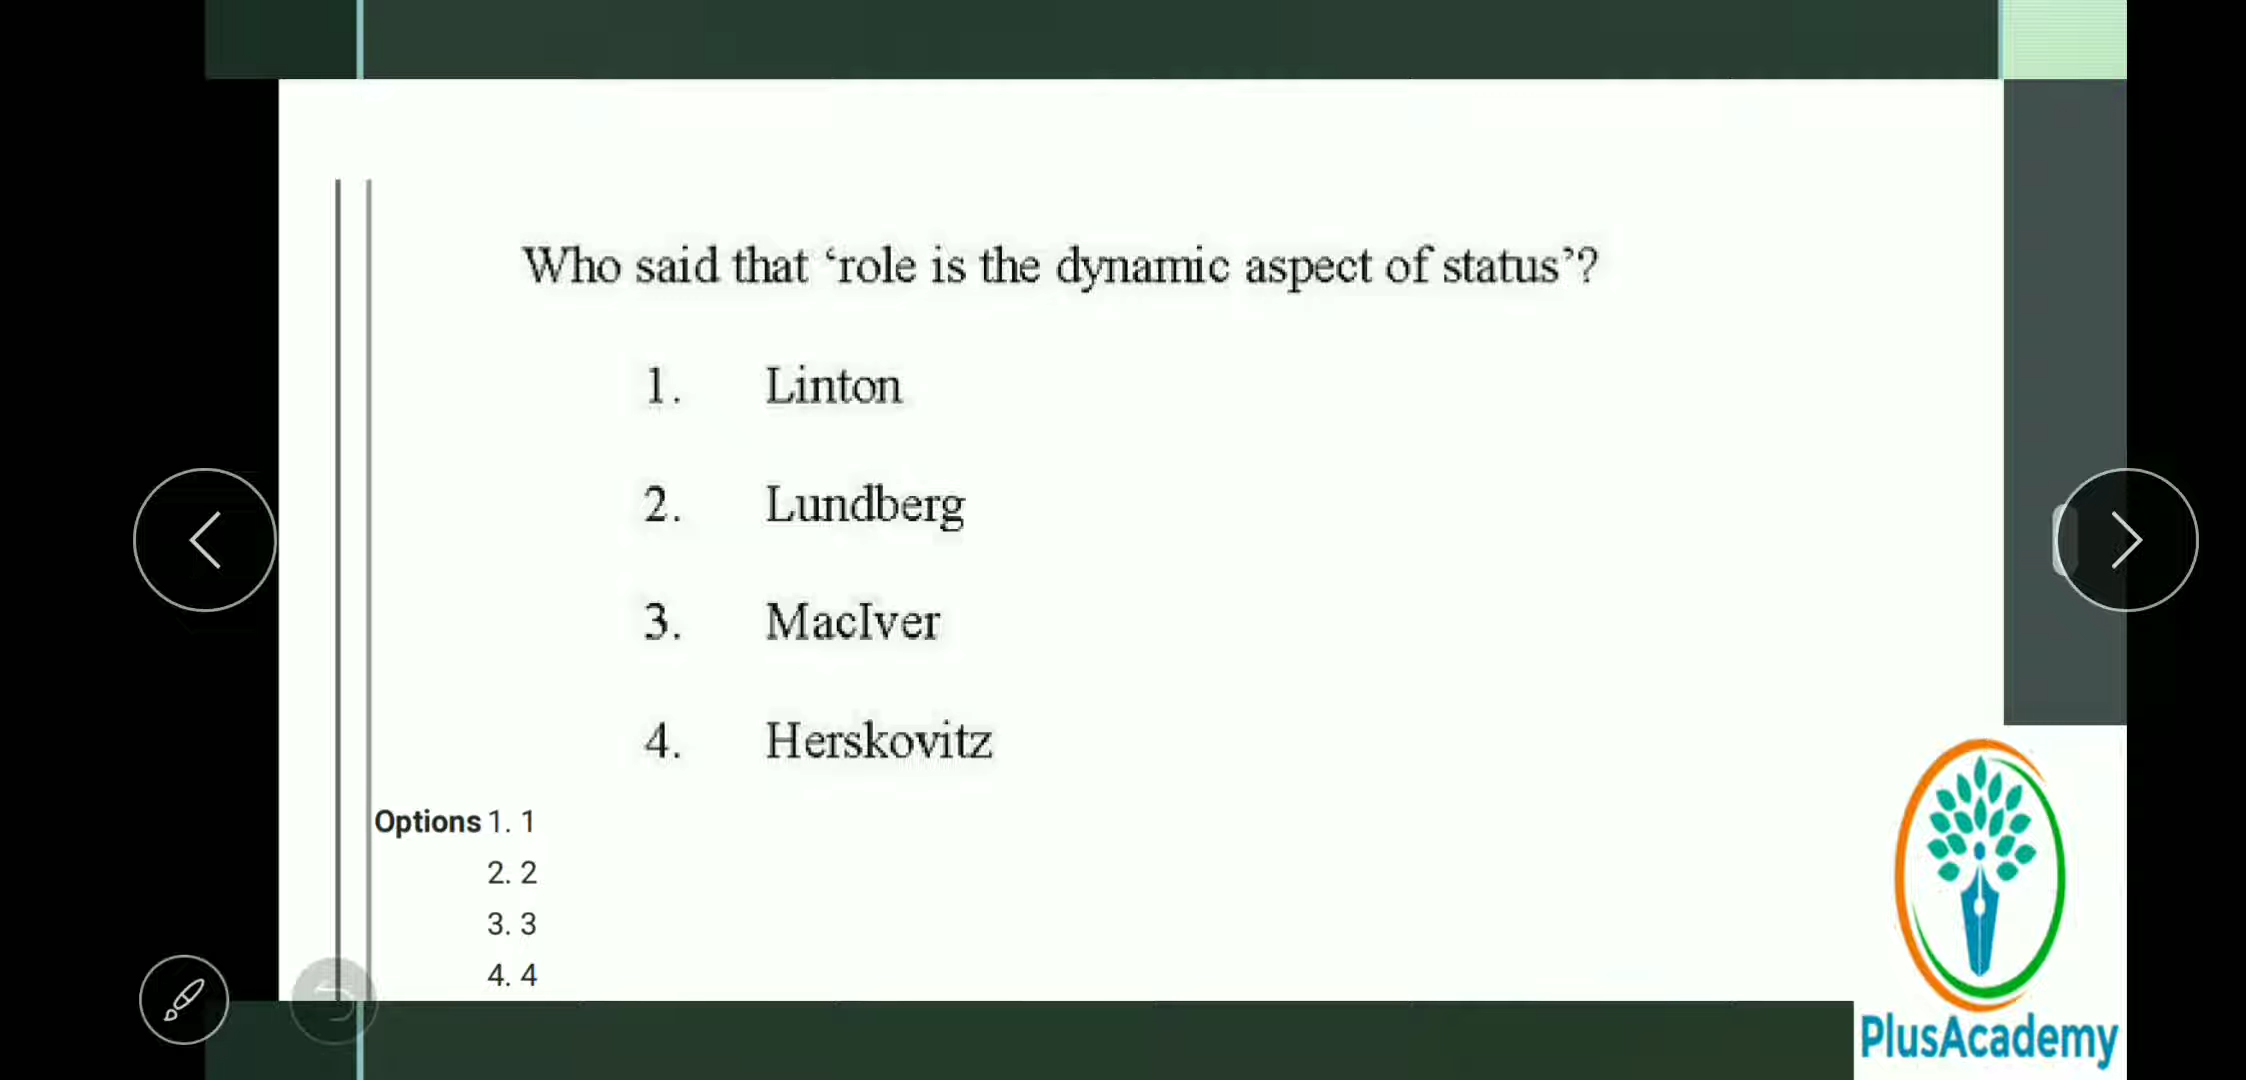 Who said that ‘role is the dynamic aspect of status’?
1. Linton
2. Lundberg
3. MacIver
4. Herskovitz
Options 1. 1
2. 2
3. 3
4. 4
PlusAcademy